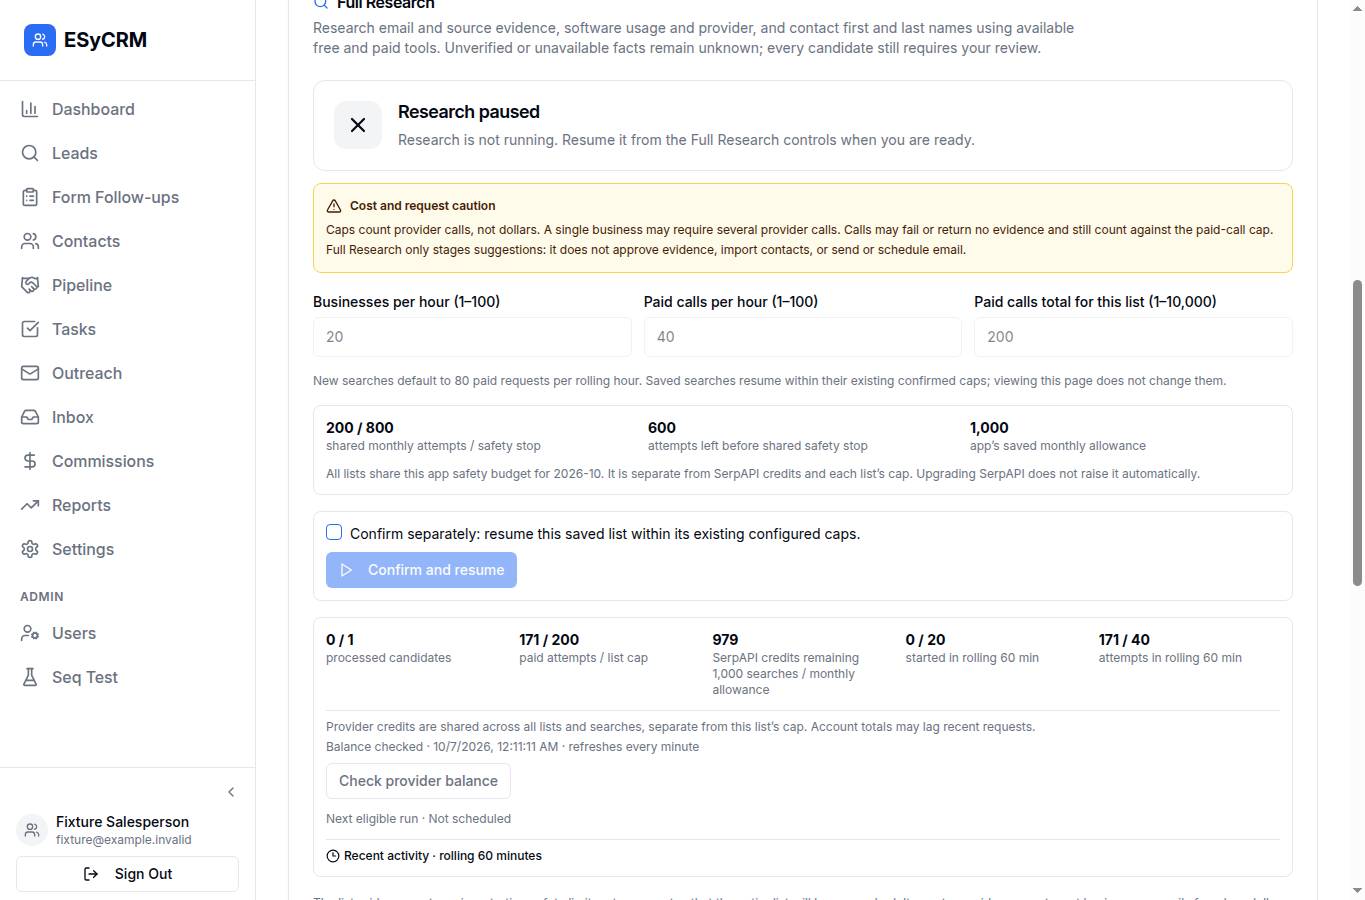 ESyCRM
Dashboard
Leads
Form Follow-ups
Contacts
Pipeline
Tasks
Outreach
Inbox
Commissions
Reports
Settings
ADMIN
Users
Seq Test
Fixture Salesperson
fixture@example.invalid
Sign Out
Full Research
Research email and source evidence, software usage and provider, and contact first and last names using available
free and paid tools. Unverified or unavailable facts remain unknown; every candidate still requires your review.
Research paused
Research is not running. Resume it from the Full Research controls when you are ready.
Cost and request caution
Caps count provider calls, not dollars. A single business may require several provider calls. Calls may fail or return no evidence and still count against the paid-call cap.
Full Research only stages suggestions: it does not approve evidence, import contacts, or send or schedule email.
Businesses per hour (1–100)
20
Paid calls per hour (1–100)
40
Paid calls total for this list (1–10,000)
200
New searches default to 80 paid requests per rolling hour. Saved searches resume within their existing confirmed caps; viewing this page does not change them.
200 / 800
shared monthly attempts / safety stop
600
attempts left before shared safety stop
1,000
app's saved monthly allowance
All lists share this app safety budget for 2026-10. It is separate from SerpAPI credits and each list's cap. Upgrading SerpAPI does not raise it automatically.
Confirm separately: resume this saved list within its existing configured caps.
Confirm and resume
0 / 1
processed candidates
171 / 200
paid attempts / list cap
979
SerpAPI credits remaining
1,000 searches / monthly
allowance
0 / 20
started in rolling 60 min
171 / 40
attempts in rolling 60 min
Provider credits are shared across all lists and searches, separate from this list's cap. Account totals may lag recent requests.
Balance checked · 10/7/2026, 12:11:11 AM · refreshes every minute
Check provider balance
Next eligible run · Not scheduled
Recent activity · rolling 60 minutes